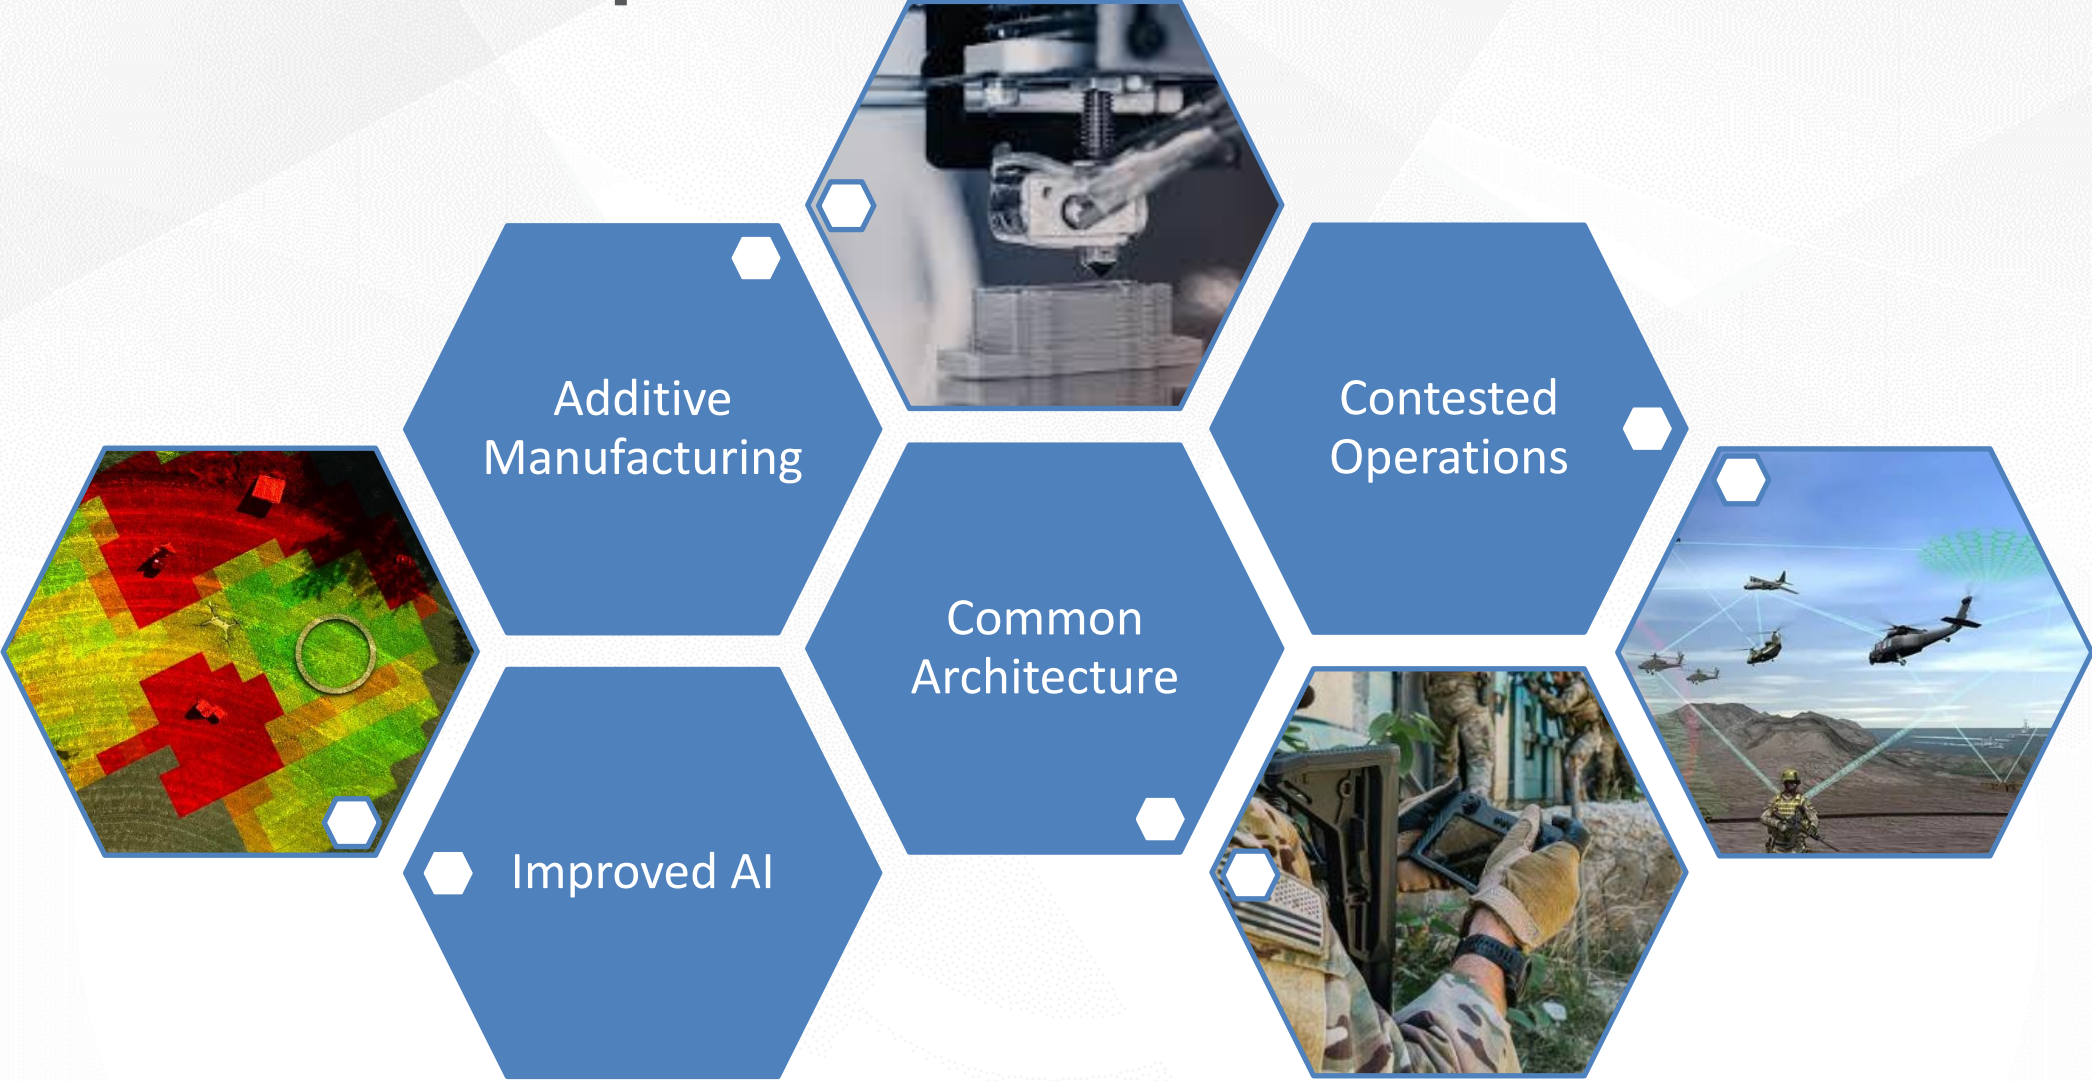 Additive
Manufacturing
Contested
Operations
Common
Architecture
Improved AI